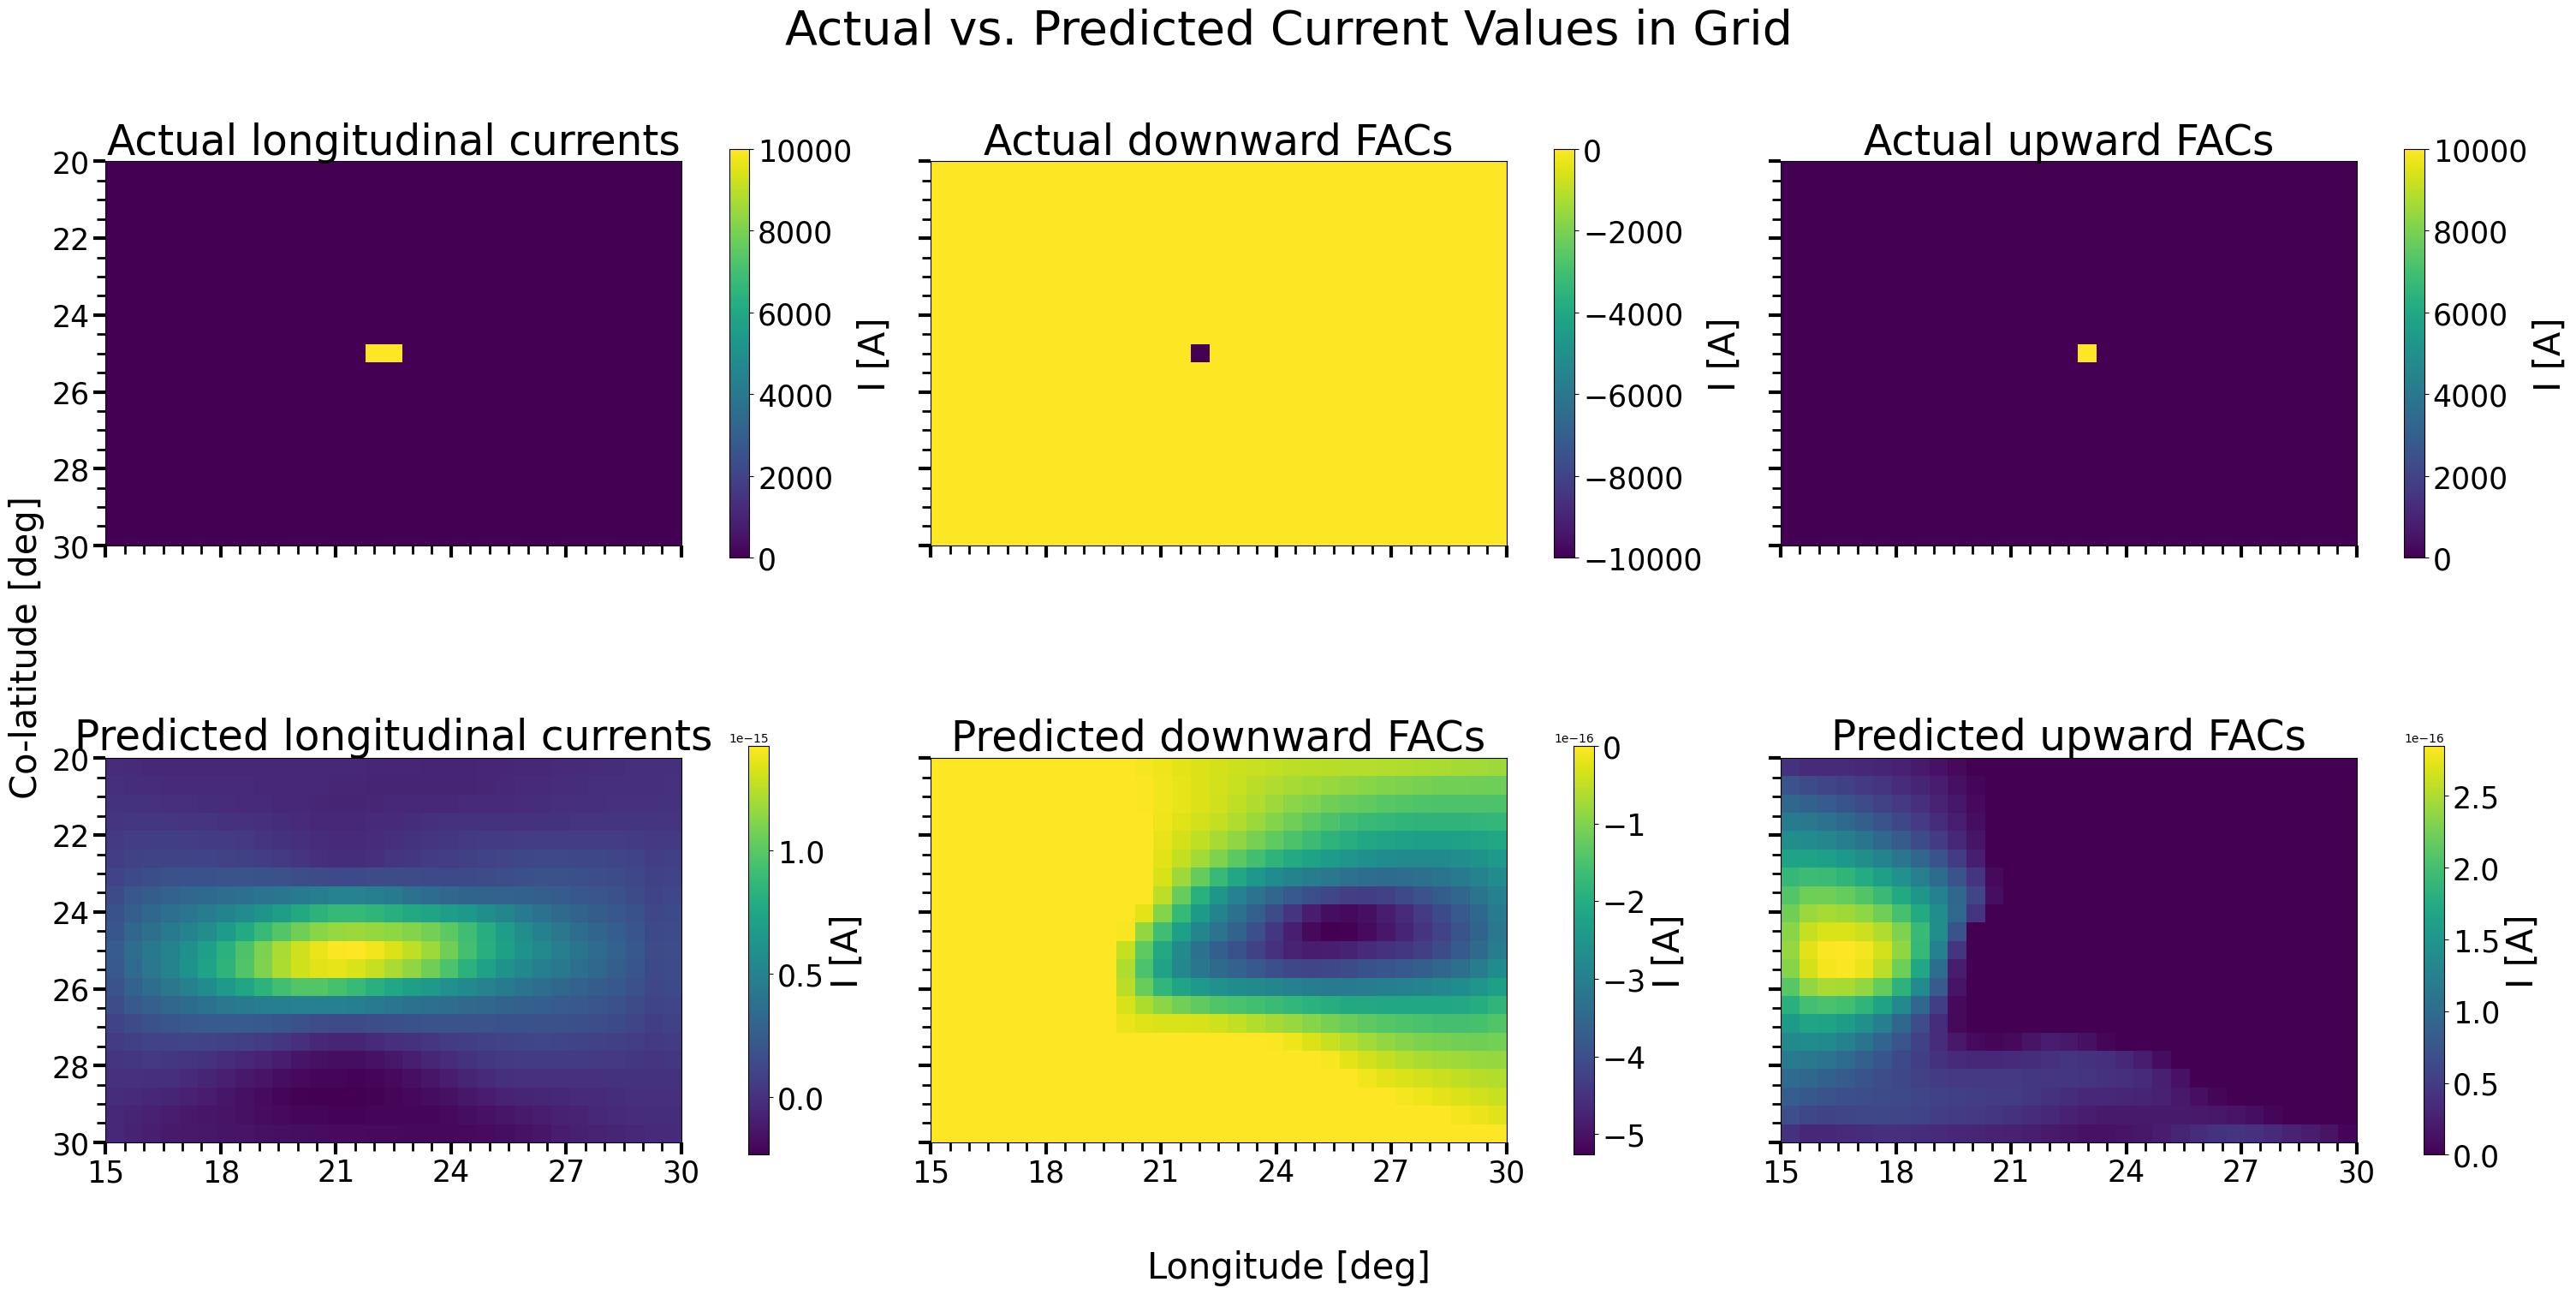 Actual vs. Predicted Current Values in Grid
Actual longitudinal currents
Actual downward FACs
Actual upward FACs
20
22
24
26
28
30
10000
8000
6000
4000
2000
0
I [A]
0
−2000
−4000
−6000
−8000
−10000
I [A]
10000
8000
6000
4000
2000
0
I [A]
Co-latitude [deg]
Predicted longitudinal currents
Predicted downward FACs
Predicted upward FACs
20
22
24
26
28
30
15 18 21 24 27 30
1e−15
1.0
0.5
0.0
I [A]
15 18 21 24 27 30
1e−16
0
−1
−2
−3
−4
−5
I [A]
15 18 21 24 27 30
1e−16
2.5
2.0
1.5
1.0
0.5
0.0
I [A]
Longitude [deg]